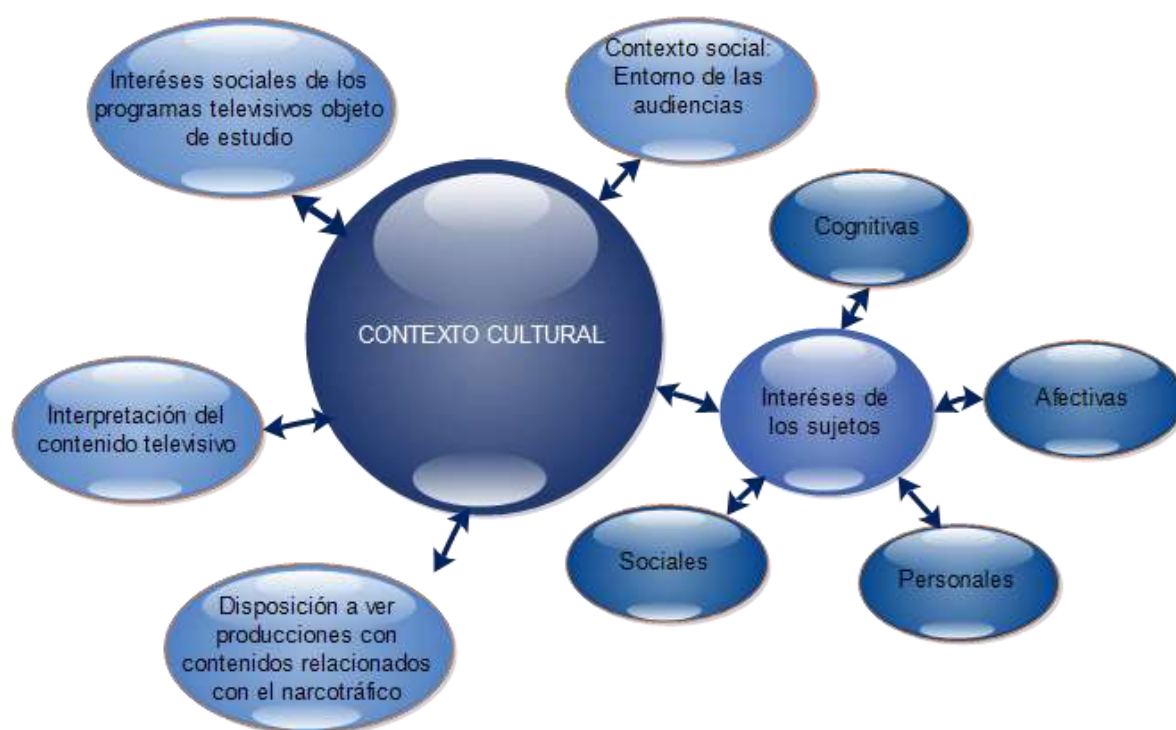 Interéses sociales de los
programas televisivos objeto
de estudio
Contexto social:
Entorno de las
audiencias
Cognitivas
CONTEXTO CULTURAL
Interéses de
los sujetos
Afectivas
Interpretación del
contenido televisivo
Sociales
Personales
Disposición a ver
producciones con
contenidos relacionados
con el narcotráfico